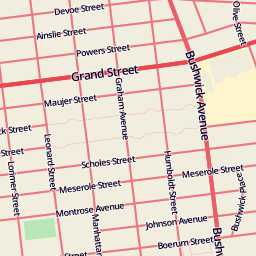 Devoe Street
Olive Street
Ainslie Street
Powers Street
Grand Street
Bushwick Avenue
Maujer Street
Graham Avenue
ck Street
Street
Scholes Street
Leonard Street
Lorimer Street
Humboldt Street
Meserole Street
Meserole Street
Montrose Avenue
Bushwick Place
Manhattan
Johnson Avenue
Boerum Street
Street
Bushw